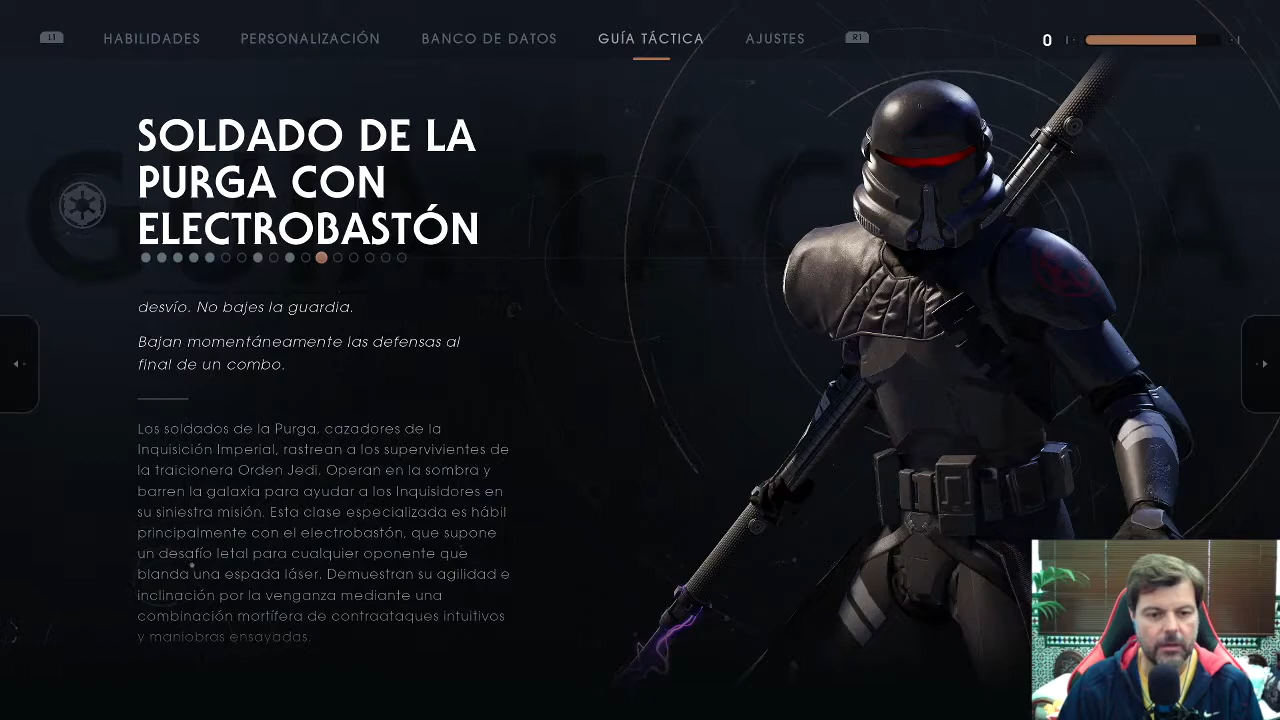 L1
HABILIDADES
PERSONALIZACIÓN
BANCO DE DATOS
GUÍA TÁCTICA
AJUSTES
R1
0
SOLDADO DE LA
PURGA CON
ELECTROBASTÓN
desvío. No bajes la guardia.
Bajan momentáneamente las defensas al
final de un combo.
Los soldados de la Purga, cazadores de la
Inquisición Imperial, rastrean a los supervivientes de
la traicionera Orden Jedi. Operan en la sombra y
barren la galaxia para ayudar a los Inquisidores en
su siniestra misión. Esta clase especializada es hábil
principalmente con el electrobastón, que supone
un desafío letal para cualquier oponente que
blanda una espada láser. Demuestran su agilidad e
inclinación por la venganza mediante una
combinación mortífera de contraataques intuitivos
y maniobras ensayadas.
GUÍA TÁCTICA